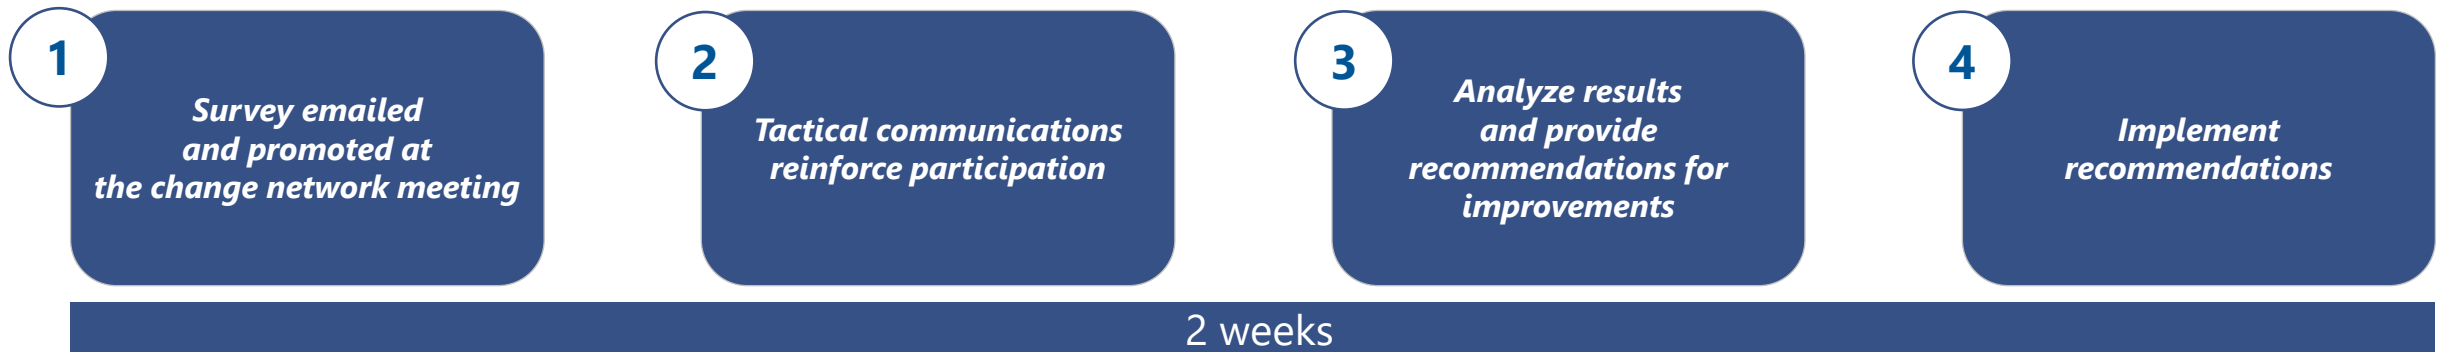 1
Survey emailed
and promoted at
the change network meeting
2
Tactical communications
reinforce participation
3
Analyze results
and provide
recommendations for
improvements
4
Implement
recommendations
2 weeks